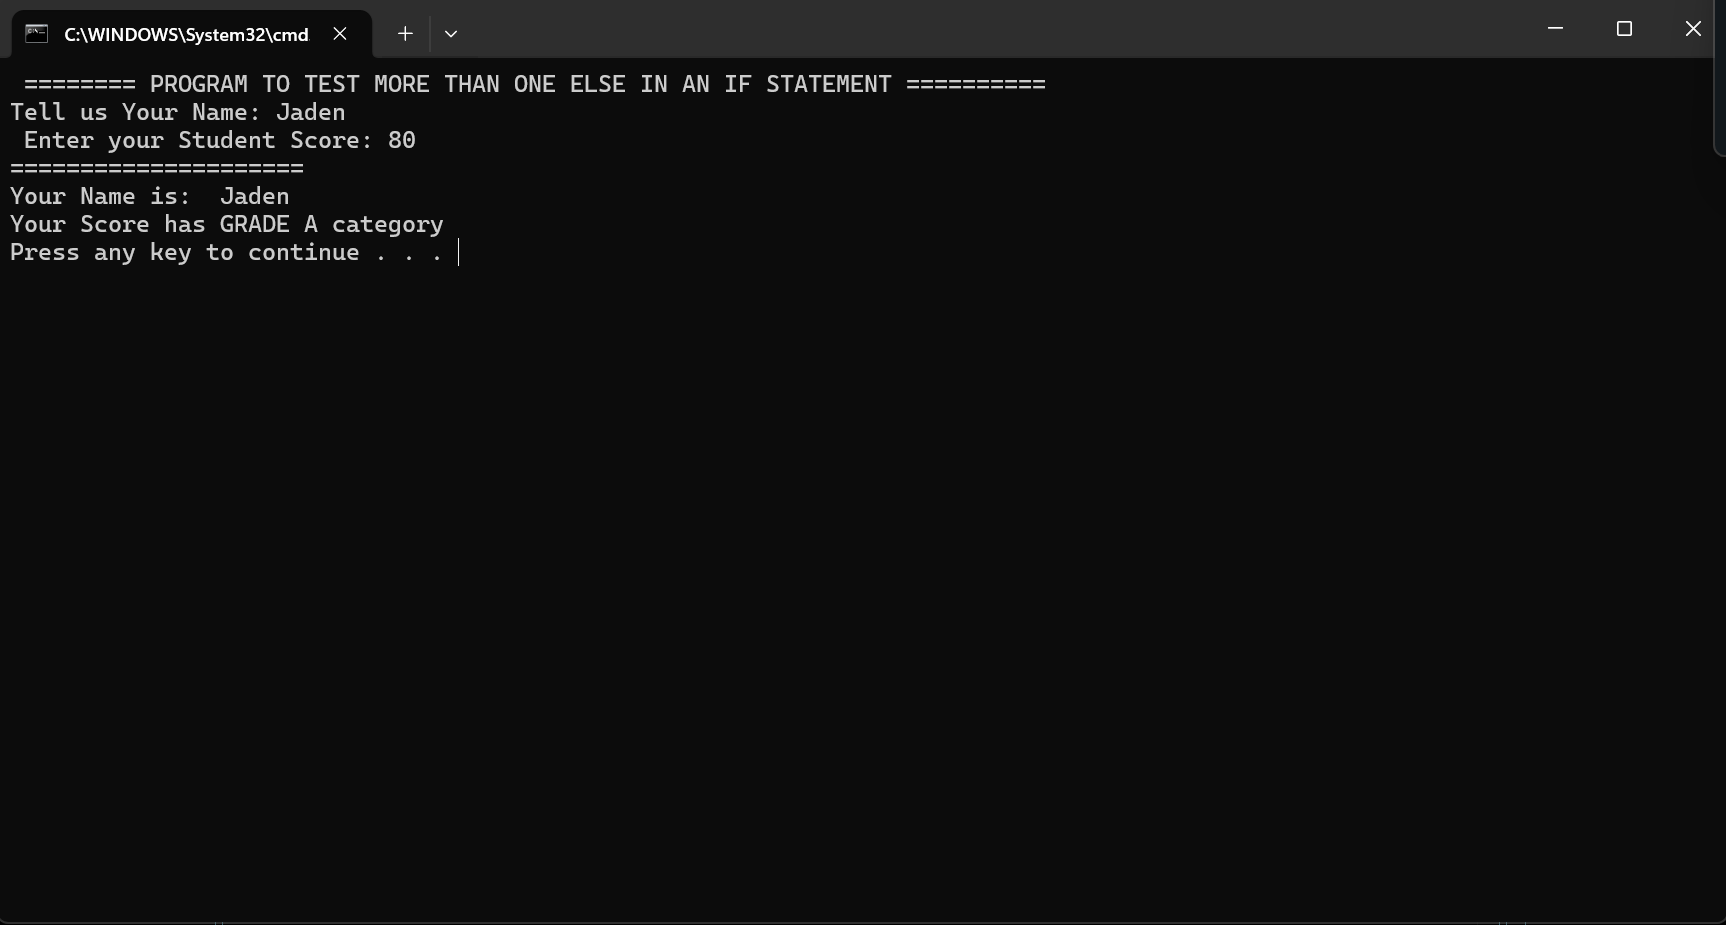 C:\WINDOWS\System32\cmd.
======== PROGRAM TO TEST MORE THAN ONE ELSE IN AN IF STATEMENT ==========
Tell us Your Name: Jaden
Enter your Student Score: 80
=====================
Your Name is:  Jaden
Your Score has GRADE A category
Press any key to continue . . .